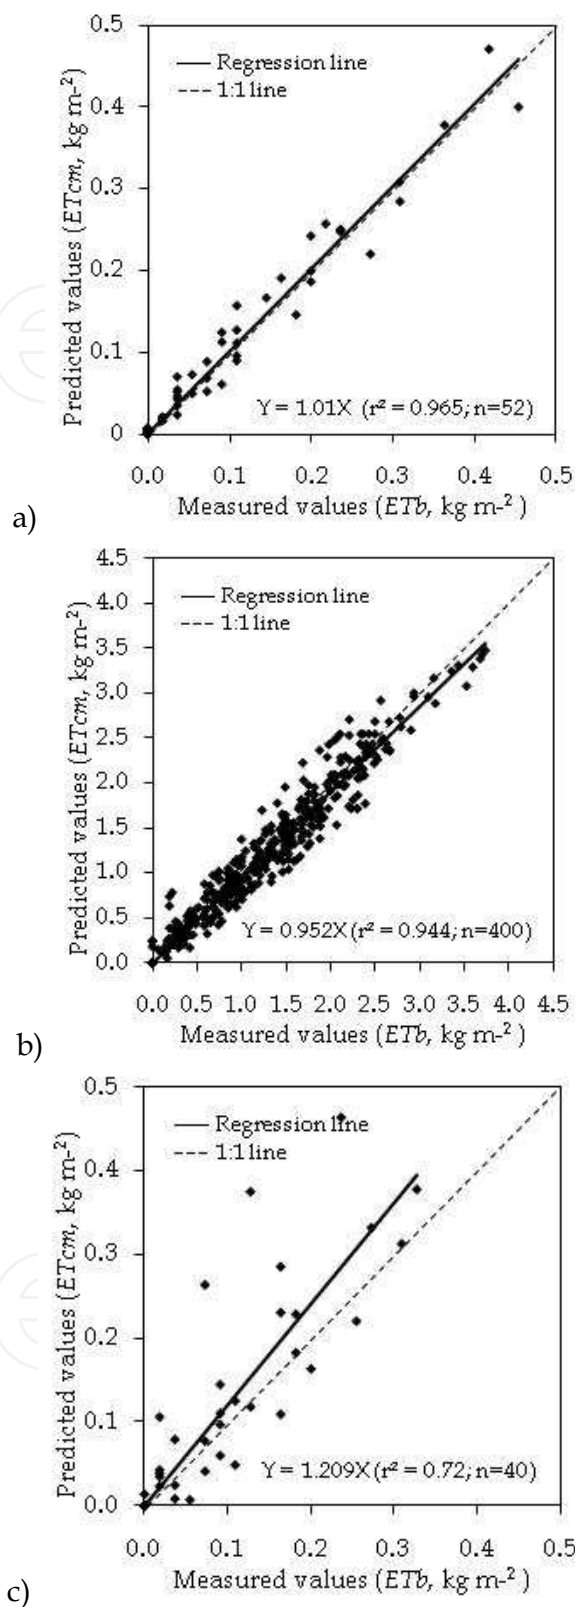 0.5
Regression line
1:1 line
0.4
0.3
0.2
0.1
Y = 1.01X (r² = 0.965; n=52)
0
0.0 0.1 0.2 0.3 0.4 0.5
Predicted values (ETcm, kg m-²)
Measured values (ETb, kg m-²)
a)
4.5
Regression line
4.0
1:1 line
3.5
3.0
2.5
2.0
1.5
1.0
0.5
Y = 0.952X (r² = 0.944; n=400)
0.0
0.0 0.5 1.0 1.5 2.0 2.5 3.0 3.5 4.0 4.5
Predicted values (ETcm, kg m-²)
Measured values (ETb, kg m-²)
b)
0.5
Regression line
1:1 line
0.4
0.3
0.2
0.1
Y = 1.209X (r² = 0.72; n=40)
0.0
0.0 0.1 0.2 0.3 0.4 0.5
Predicted values (ETcm, kg m-²)
Measured values (ETb, kg m-²)
c)